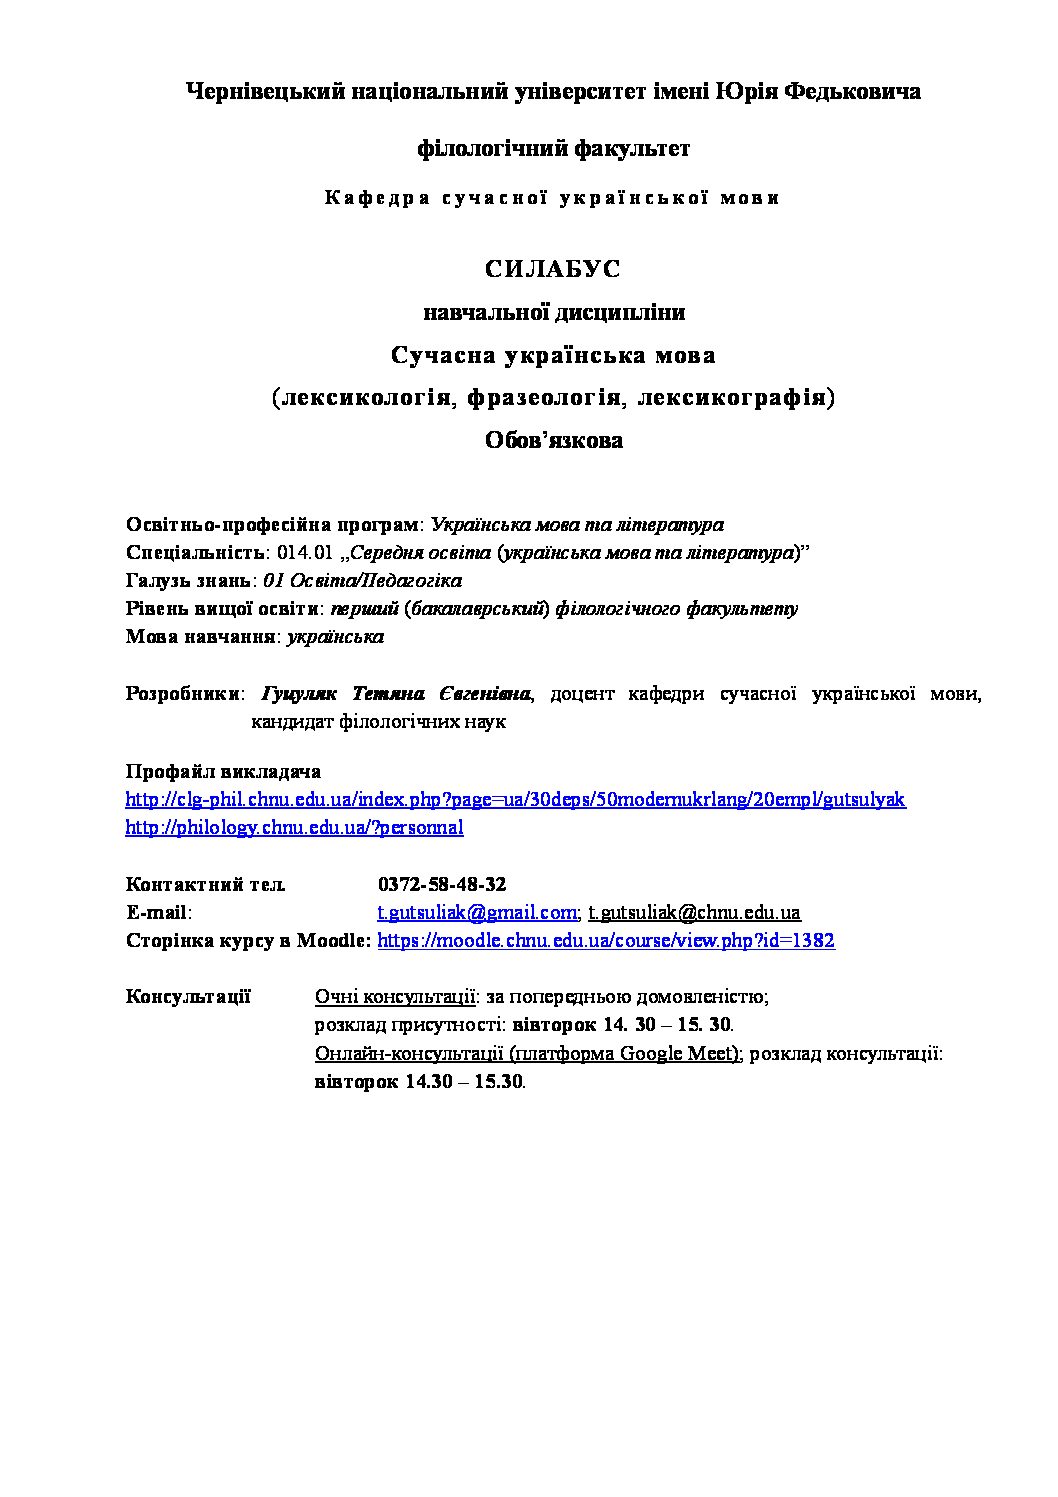 Чернівецький національний університет імені Юрія Федьковича
філологічний факультет
Кафедра сучасної української мови
СИЛАБУС
навчальної дисципліни
Сучасна українська мова
(лексикологія, фразеологія, лексикографія)
Обов’язкова
Освітньо-професійна програм: Українська мова та література
Спеціальність: 014.01 „Середня освіта (українська мова та література)”
Галузь знань: 01 Освіта/Педагогіка
Рівень вищої освіти: перший (бакалаврський) філологічного факультету
Мова навчання: українська
Розробники: Гуцуляк Тетяна Євгенівна, доцент кафедри сучасної української мови,
кандидат філологічних наук
Профайл викладача
http://clg-phil.chnu.edu.ua/index.php?page=ua/30deps/50modernukrlang/20empl/gutsulyak
http://philology.chnu.edu.ua/?personnal
Контактний тел. 0372-58-48-32
E-mail: t.gutsuliak@gmail.com; t.gutsuliak@chnu.edu.ua
Сторінка курсу в Moodle: https://moodle.chnu.edu.ua/course/view.php?id=1382
Консультації Очні консультації: за попередньою домовленістю;
розклад присутності: вівторок 14. 30 – 15. 30.
Онлайн-консультації (платформа Google Meet); розклад консультації:
вівторок 14.30 – 15.30.